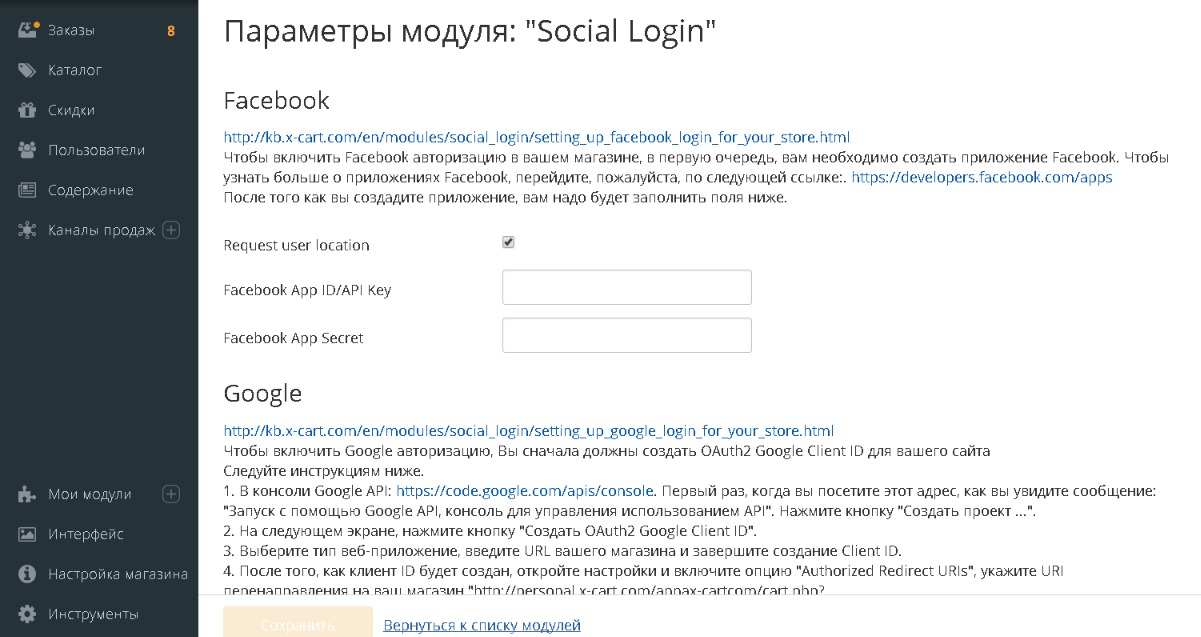 Заказы 8
Каталог
Скидки
Пользователи
Содержание
Каналы продаж
Мои модули
Интерфейс
Настройка магазина
Инструменты
Параметры модуля: "Social Login"
Facebook
http://kb.x-cart.com/en/modules/social_login/setting_up_facebook_login_for_your_store.html
Чтобы включить Facebook авторизацию в вашем магазине, в первую очередь, вам необходимо создать приложение Facebook. Чтобы
узнать больше о приложениях Facebook, перейдите, пожалуйста, по следующей ссылке:. https://developers.facebook.com/apps
После того как вы создадите приложение, вам надо будет заполнить поля ниже.
Request user location
Facebook App ID/API Key
Facebook App Secret
Google
http://kb.x-cart.com/en/modules/social_login/setting_up_google_login_for_your_store.html
Чтобы включить Google авторизацию, Вы сначала должны создать OAuth2 Google Client ID для вашего сайта
Следуйте инструкциям ниже.
1. В консоли Google API: https://code.google.com/apis/console. Первый раз, когда вы посетите этот адрес, как вы увидите сообщение:
"Запуск с помощью Google API, консоль для управления использованием API". Нажмите кнопку "Создать проект ...".
2. На следующем экране, нажмите кнопку "Создать OAuth2 Google Client ID".
3. Выберите тип веб-приложение, введите URL вашего магазина и завершите создание Client ID.
4. После того, как клиент ID будет создан, откройте настройки и включите опцию "Authorized Redirect URIs", укажите URI
перенаправления на ваш магазин "http://personal.x-cart.com/appax-cartcom/cart.php?
Сохранить Вернуться к списку модулей